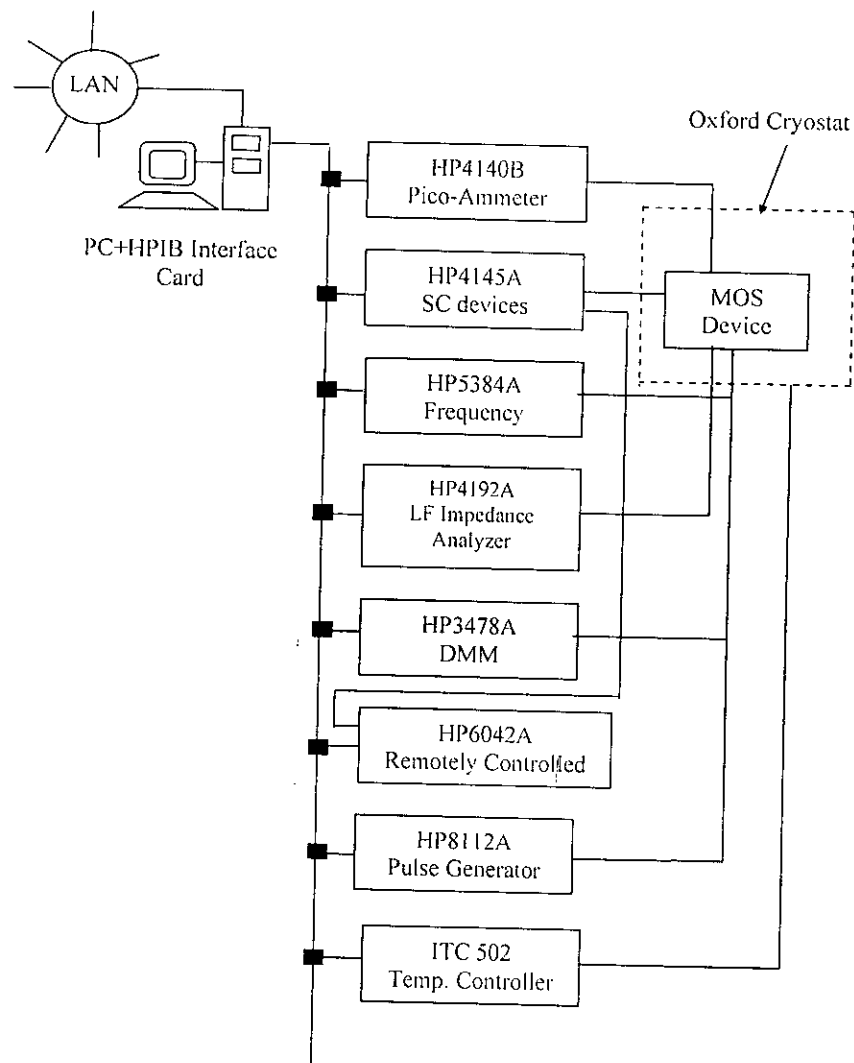 LAN
Oxford Cryostat
PC+HPIB Interface
Card
HP4140B
Pico-Ammeter
HP4145A
SC devices
MOS
Device
HP5384A
Frequency
HP4192A
LF Impedance
Analyzer
HP3478A
DMM
HP6042A
Remotely Controlled
HP8112A
Pulse Generator
ITC 502
Temp. Controller